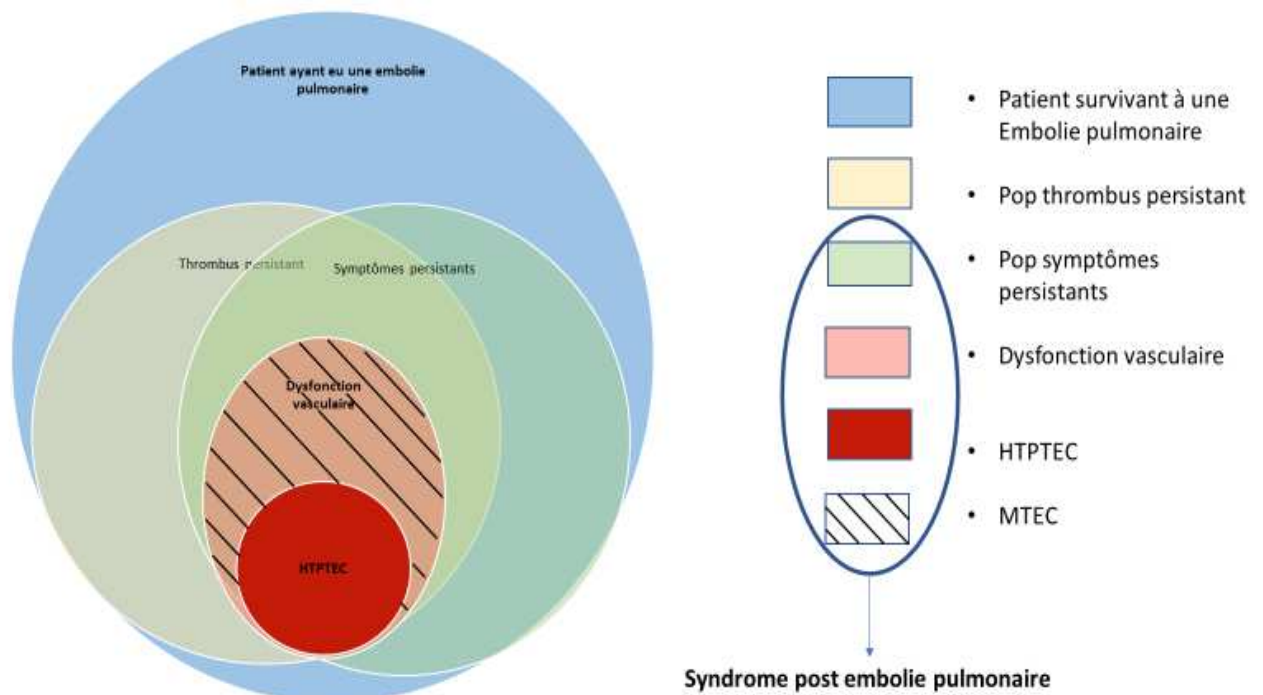 Patient ayant eu une embolie
pulmonaire
Thrombus persistant
Symptômes persistants
Dysfonction
vasculaire
HTPTEC
• Patient survivant à une
Embolie pulmonaire
• Pop thrombus persistant
• Pop symptômes
persistants
• Dysfonction vasculaire
• HTPTEC
• MTEC
Syndrome post embolie pulmonaire